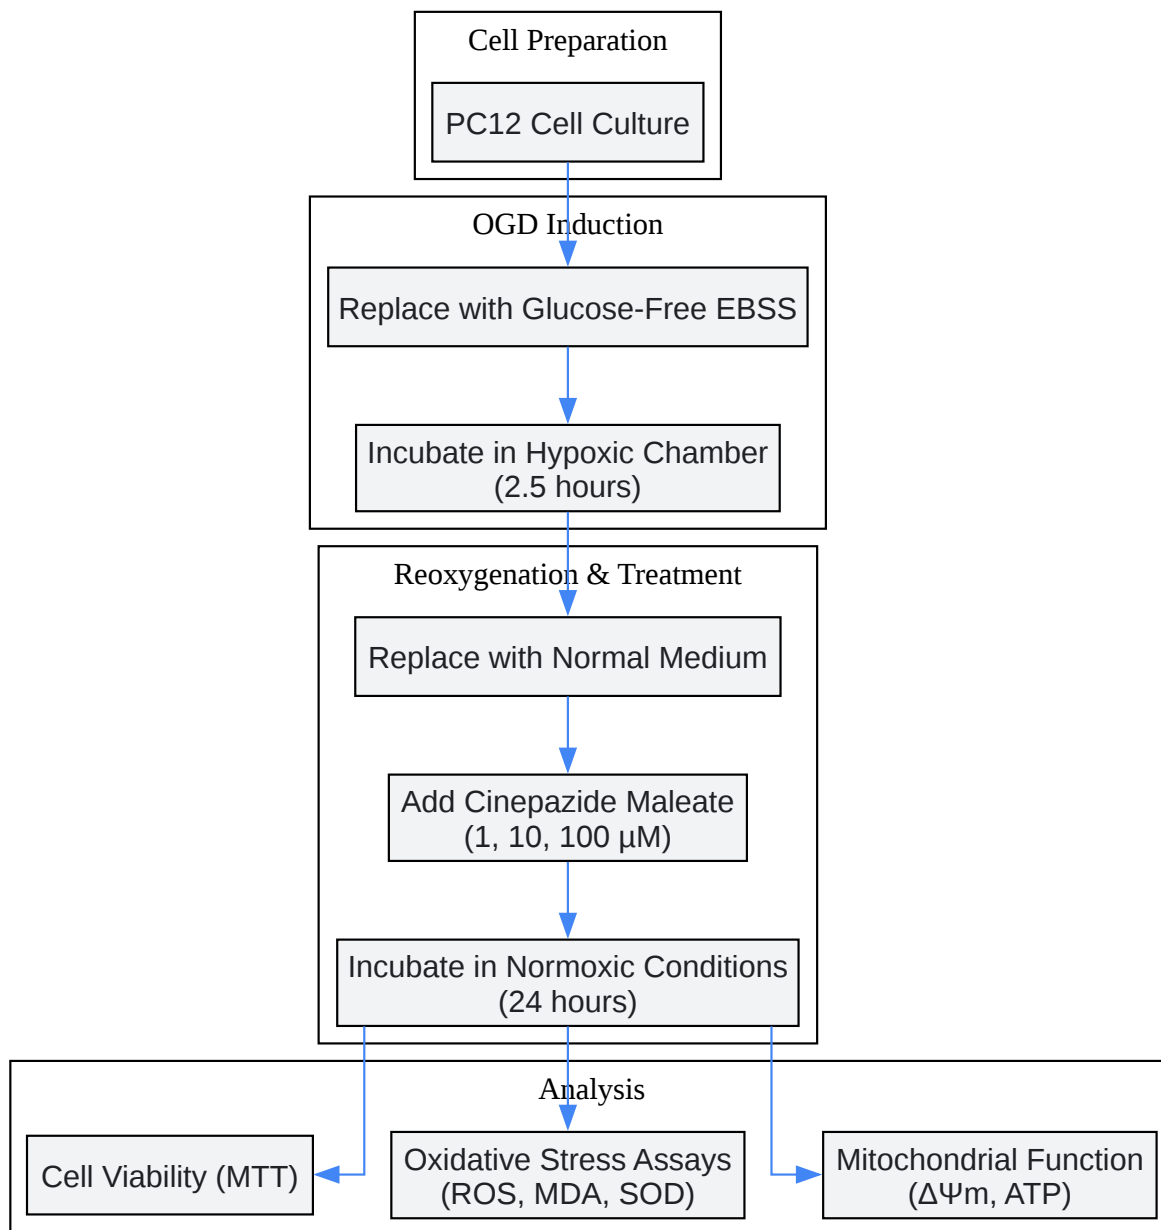 Cell Preparation
PC12 Cell Culture
OGD Induction
Replace with Glucose-Free EBSS
Incubate in Hypoxic Chamber
(2.5 hours)
Reoxygenation & Treatment
Replace with Normal Medium
Add Cinepazide Maleate
(1, 10, 100 µM)
Incubate in Normoxic Conditions
(24 hours)
Analysis
Cell Viability (MTT)
Oxidative Stress Assays
(ROS, MDA, SOD)
Mitochondrial Function
(ΔΨm, ATP)